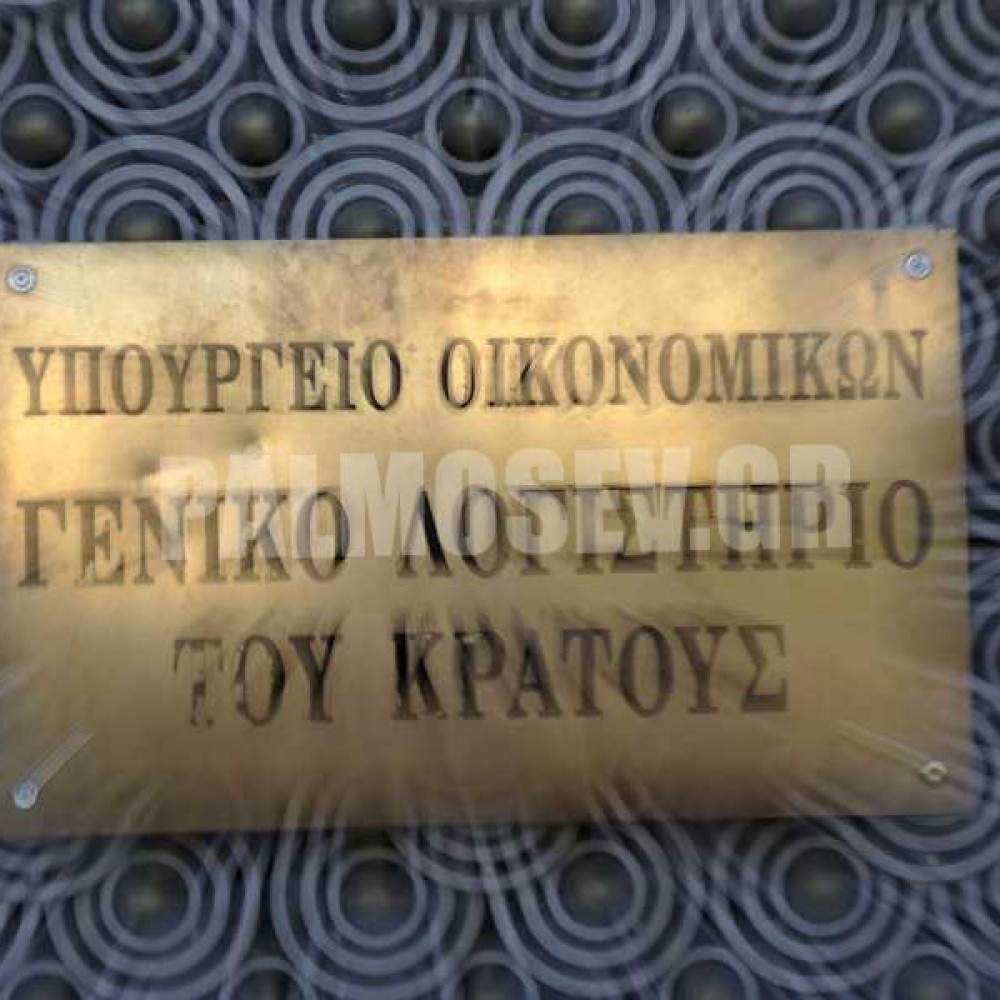 ΥΠΟΥΡΓΕΙΟ ΟΙΚΟΝΟΜΙΚΩΝ
PALMOSEV.GR
ΓΕΝΙΚΟ ΛΟΓΙΣΤΗΡΙΟ
ΤΟΥ ΚΡΑΤΟΥΣ